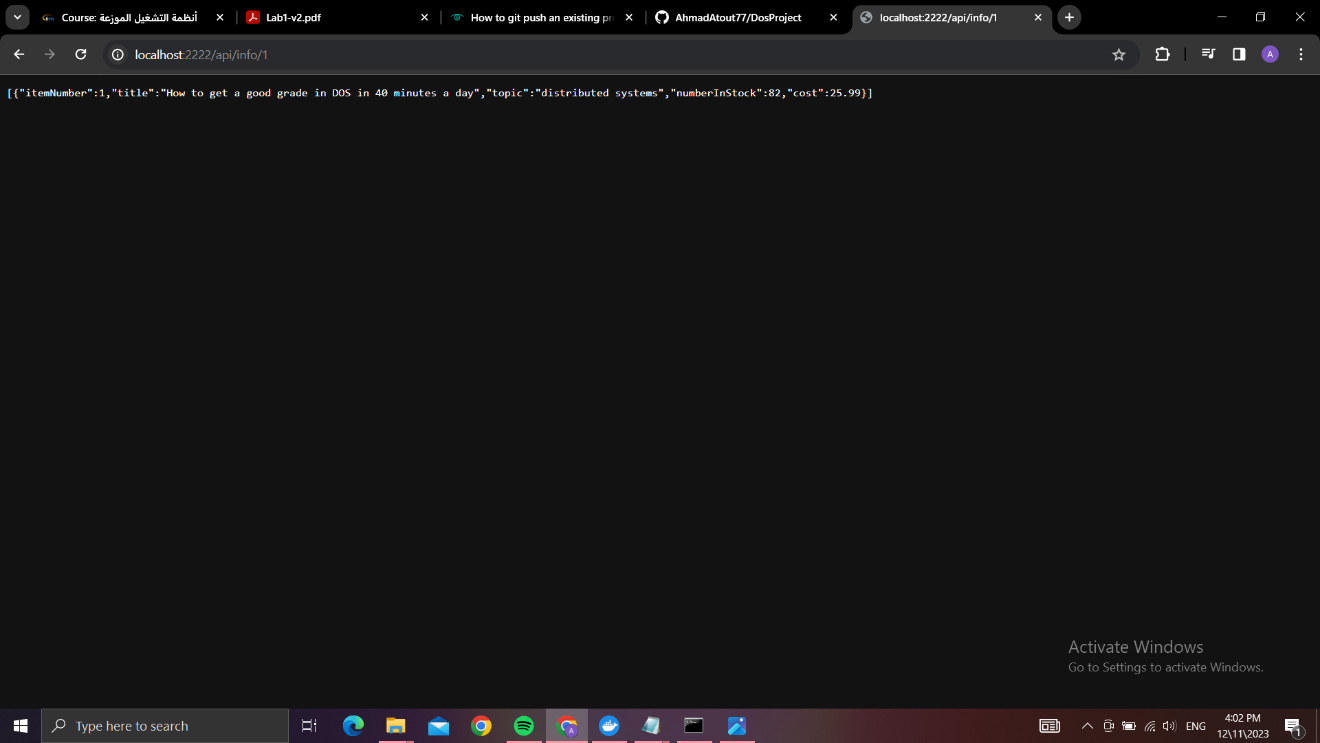 Course: أنظمة التشغيل الموزعة
Lab1-v2.pdf
How to git push an existing pr
AhmadAtout77/DosProject
localhost:2222/api/info/1
localhost:2222/api/info/1
A
[{"itemNumber":1,"title":"How to get a good grade in DOS in 40 minutes a day","topic":"distributed systems","numberInStock":82,"cost":25.99}]
Activate Windows
Go to Settings to activate Windows.
Type here to search
A
ENG
4:02 PM
12\11\2023
1